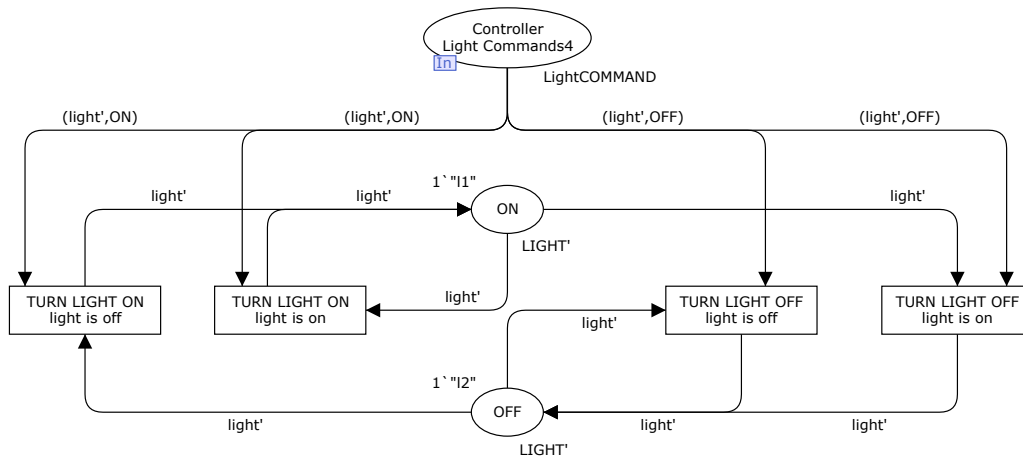 Controller
Light Commands4
In
LightCOMMAND
(light',ON)
(light',ON)
(light',OFF)
(light',OFF)
light'
light'
1`"l1"
ON
light'
LIGHT'
TURN LIGHT ON
light is off
TURN LIGHT ON
light is on
light'
light'
TURN LIGHT OFF
light is off
TURN LIGHT OFF
light is on
1`"l2"
OFF
light'
light'
light'
LIGHT'